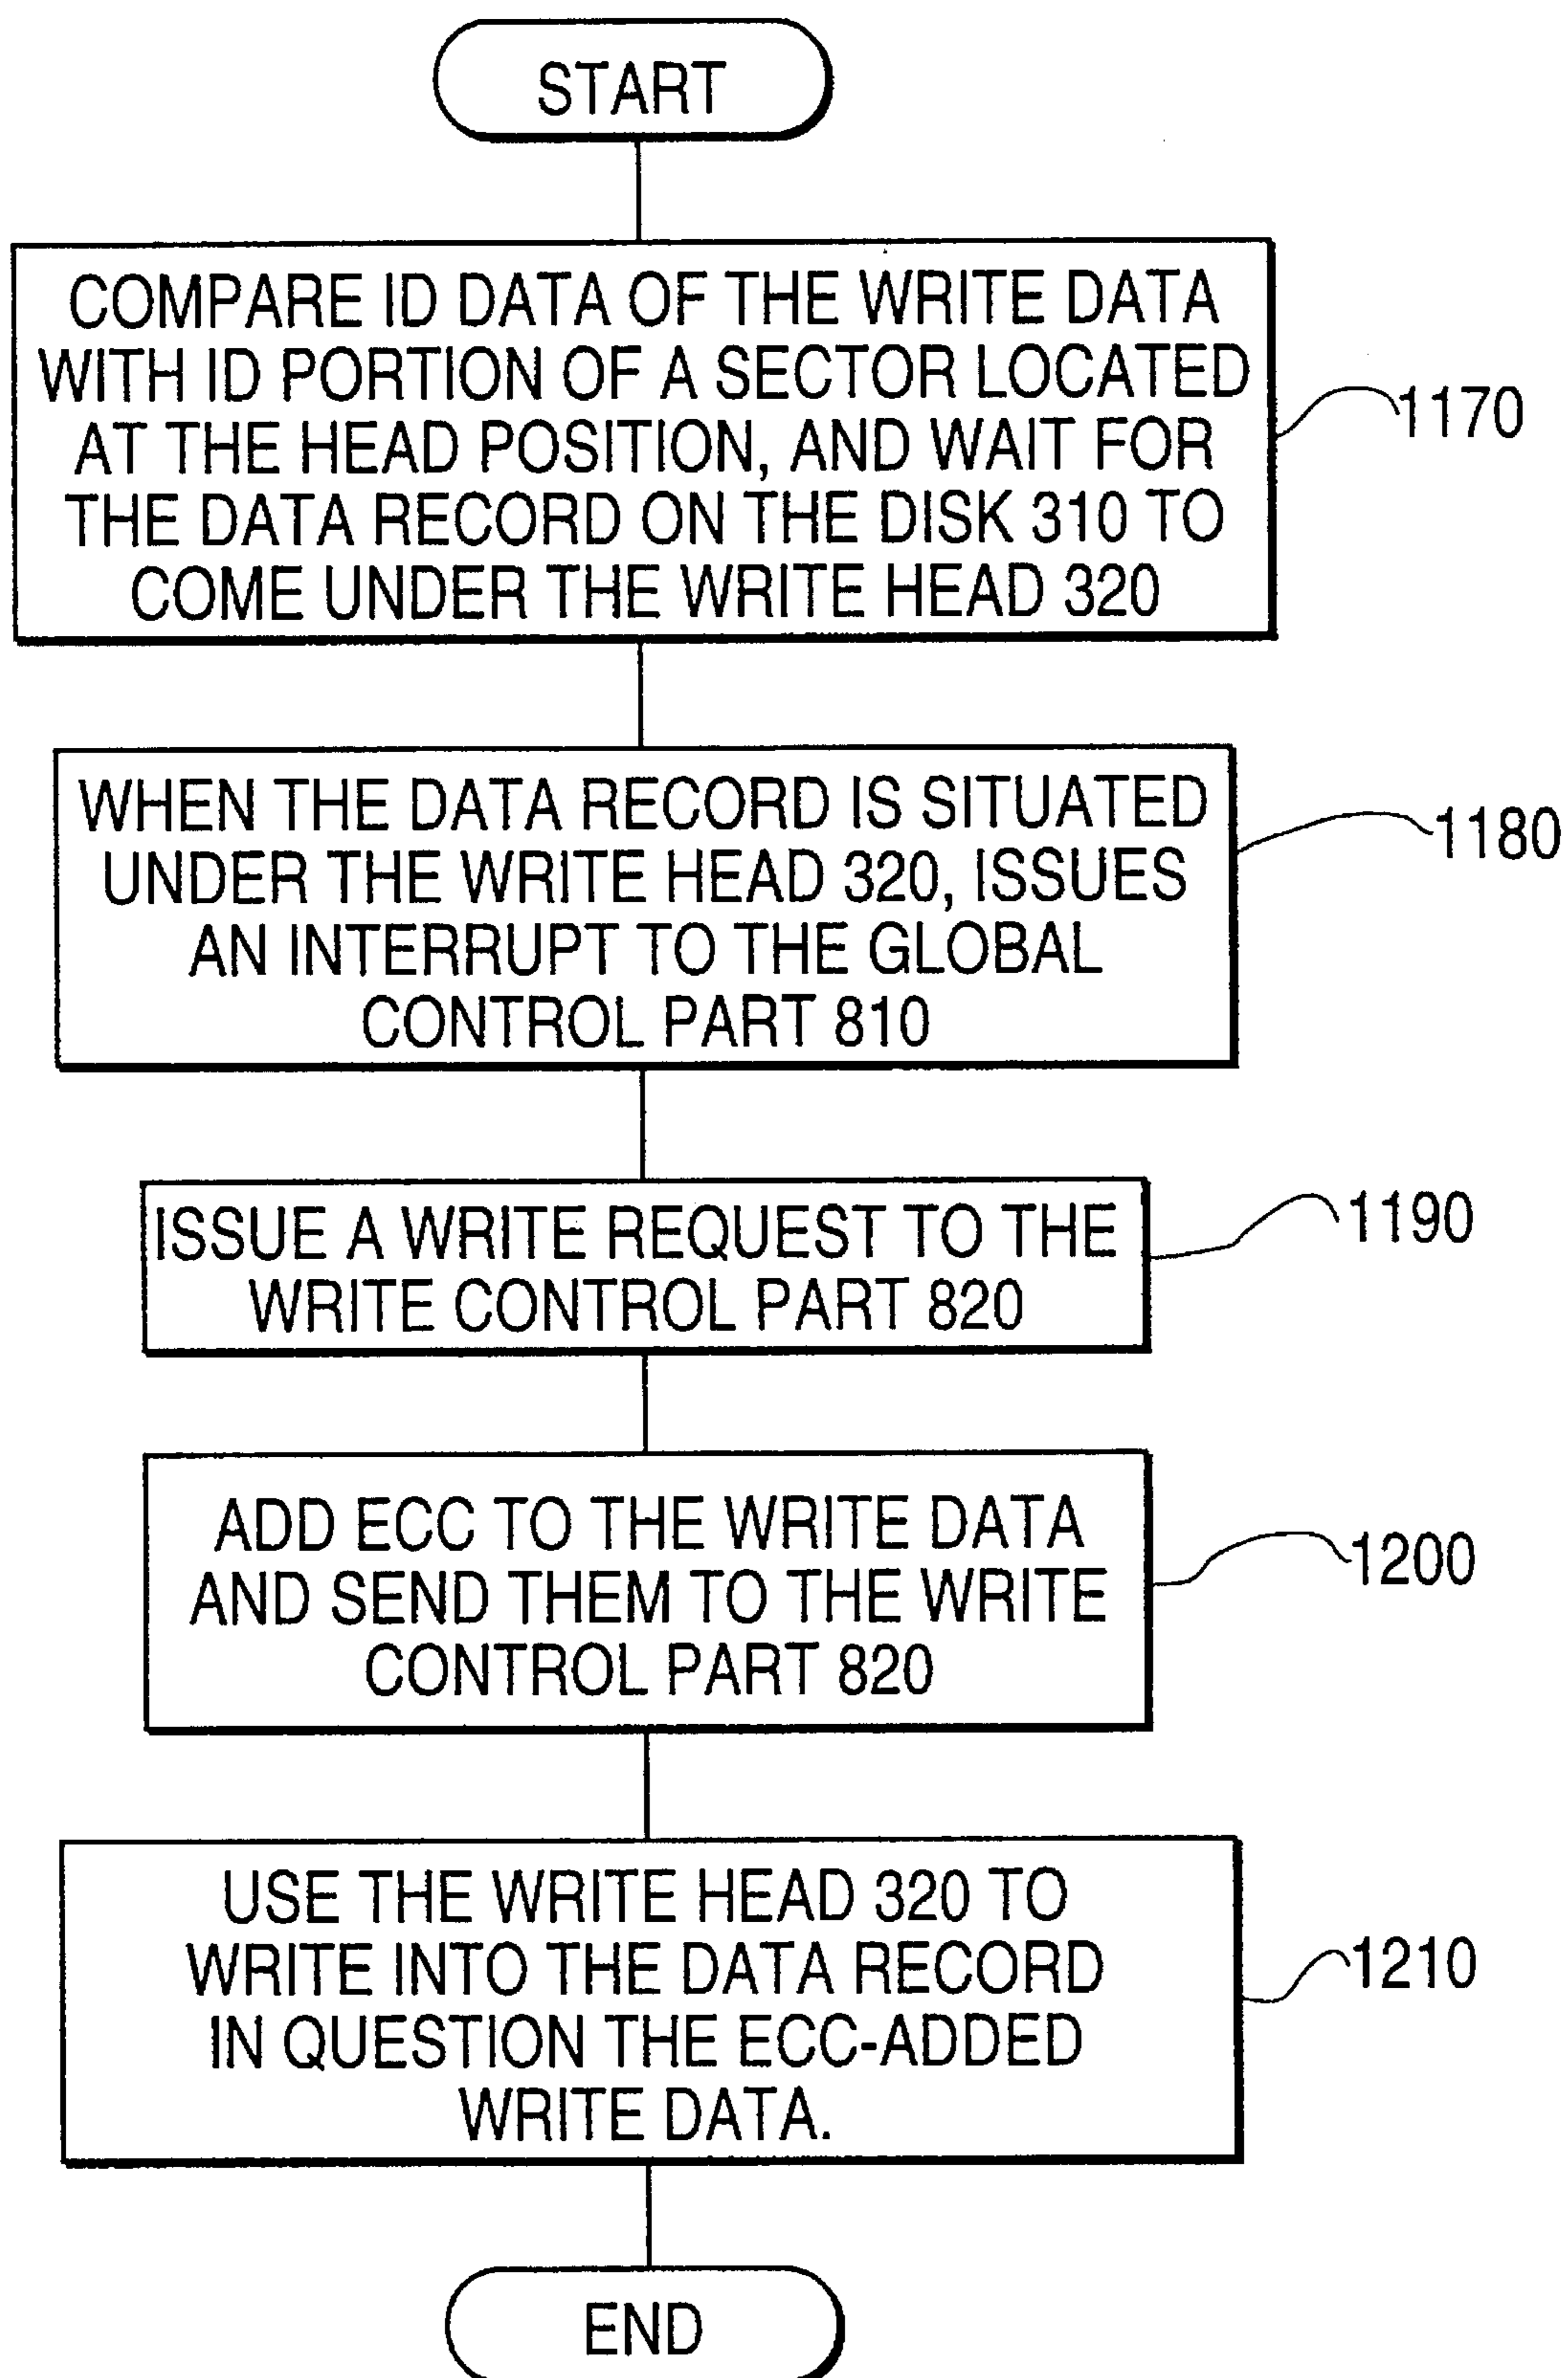 START
COMPARE ID DATA OF THE WRITE DATA
WITH ID PORTION OF A SECTOR LOCATED
AT THE HEAD POSITION, AND WAIT FOR
THE DATA RECORD ON THE DISK 310 TO
COME UNDER THE WRITE HEAD 320
1170
WHEN THE DATA RECORD IS SITUATED
UNDER THE WRITE HEAD 320, ISSUES
AN INTERRUPT TO THE GLOBAL
CONTROL PART 810
1180
ISSUE A WRITE REQUEST TO THE
WRITE CONTROL PART 820
1190
ADD ECC TO THE WRITE DATA
AND SEND THEM TO THE WRITE
CONTROL PART 820
1200
USE THE WRITE HEAD 320 TO
WRITE INTO THE DATA RECORD
IN QUESTION THE ECC-ADDED
WRITE DATA.
1210
END